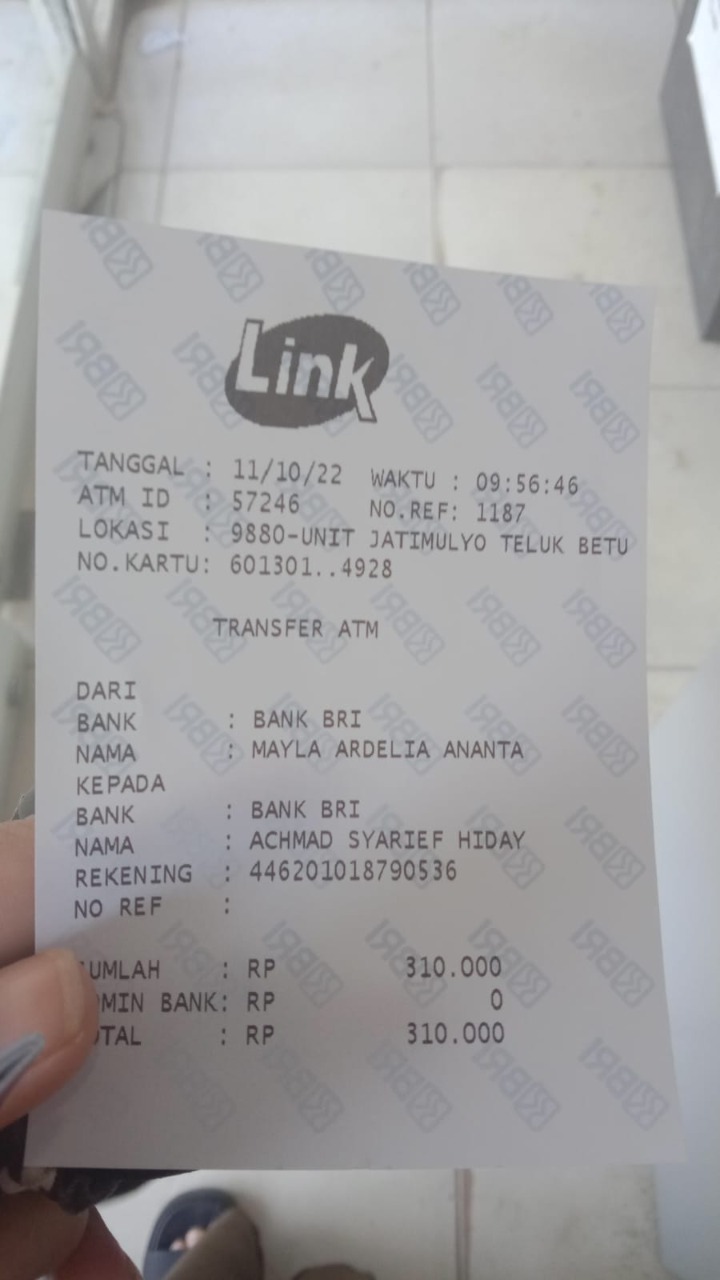 Link
TANGGAL : 11/10/22 WAKTU : 09:56:46
ATM ID : 57246 NO.REF: 1187
LOKASI : 9880-UNIT JATIMULYO TELUK BETU
NO.KARTU: 601301..4928
TRANSFER ATM
DARI
BANK : BANK BRI
NAMA : MAYLA ARDELIA ANANTA
KEPADA
BANK : BANK BRI
NAMA : ACHMAD SYARIEF HIDAY
REKENING : 446201018790536
NO REF :
UMLAH : RP 310.000
MIN BANK: RP 0
TAL : RP 310.000
BRI